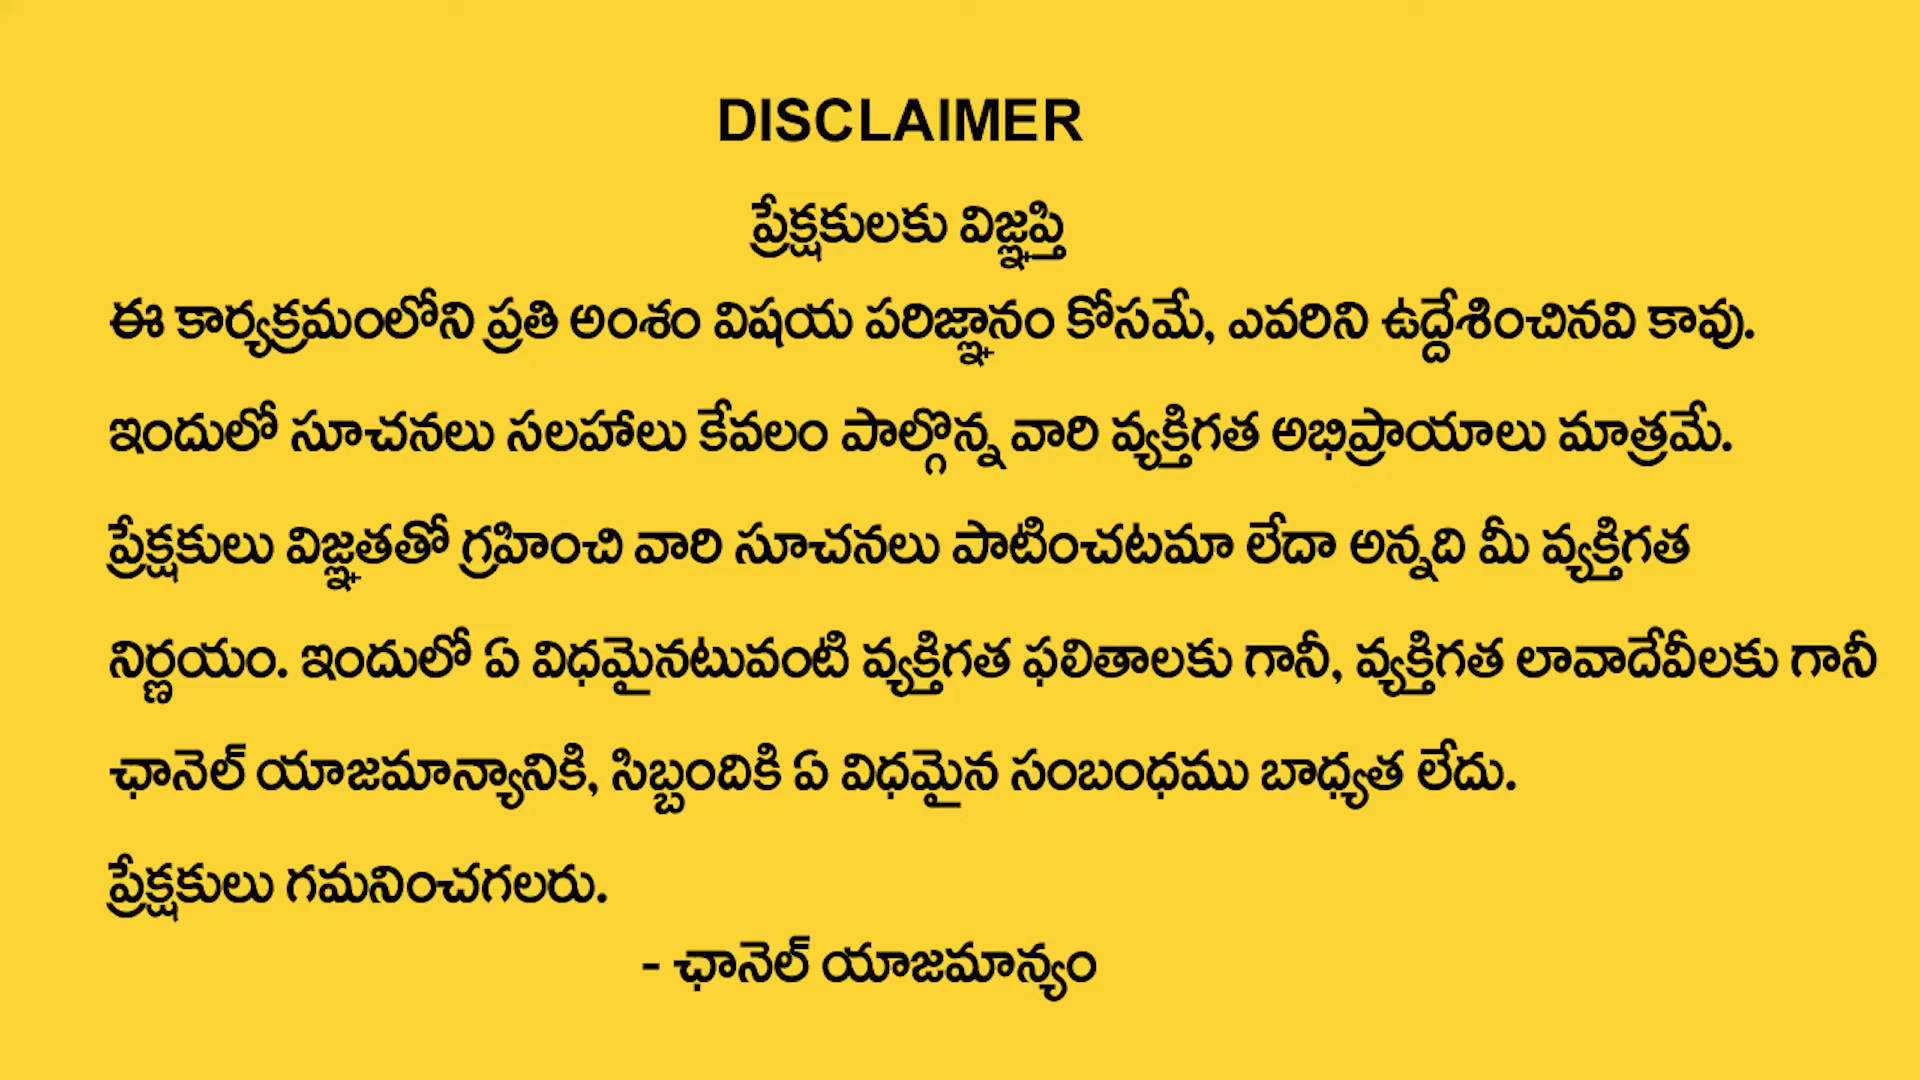 DISCLAIMER
ప్రేక్షకులకు విజ్ఞప్తి
ఈ కార్యక్రమంలోని ప్రతి అంశం విషయ పరిజ్ఞానం కోసమే, ఎవరిని ఉద్దేశించినవి కావు.
ఇందులో సూచనలు సలహాలు కేవలం పాల్గొన్న వారి వ్యక్తిగత అభిప్రాయాలు మాత్రమే.
ప్రేక్షకులు విజ్ఞతతో గ్రహించి వారి సూచనలు పాటించటమా లేదా అన్నది మీ వ్యక్తిగత
నిర్ణయం. ఇందులో ఏ విధమైనటువంటి వ్యక్తిగత ఫలితాలకు గానీ, వ్యక్తిగత లావాదేవీలకు గానీ
ఛానెల్ యాజమాన్యానికి, సిబ్బందికి ఏ విధమైన సంబంధము బాధ్యత లేదు.
ప్రేక్షకులు గమనించగలరు.
- ఛానెల్ యాజమాన్యం